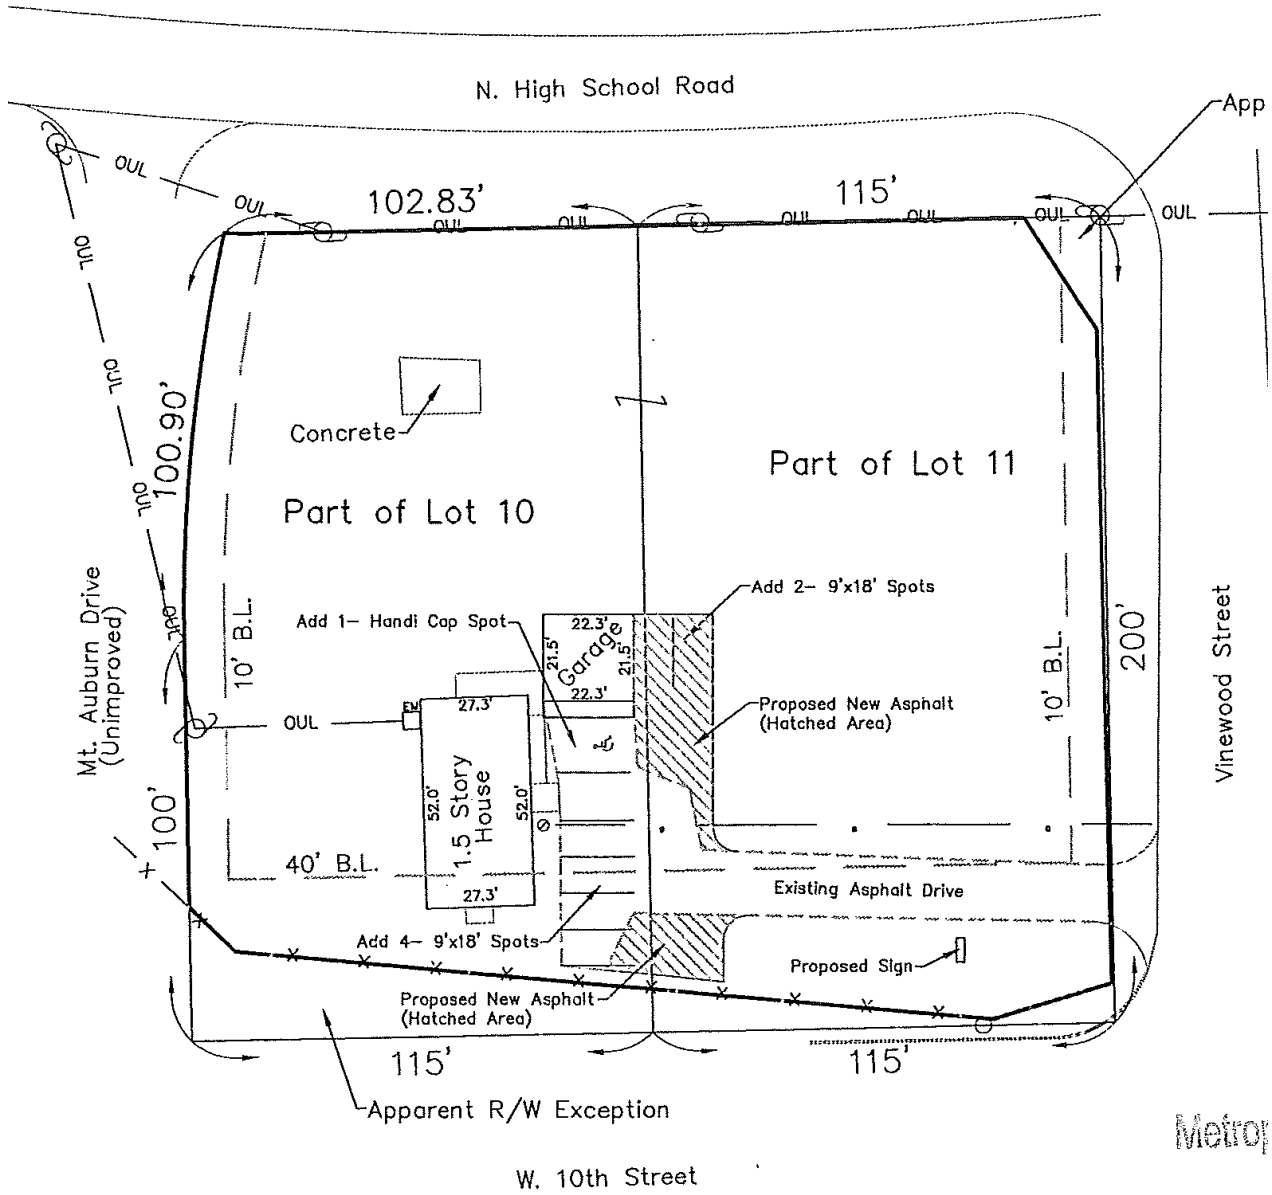 N. High School Road
App
OUL
OUL
102.83'
115'
OUL
OUL
OUL
OUL
OUL
OUL
OUL
OUL
OUL
100.90'
Concrete
Part of Lot 11
Part of Lot 10
Mt. Auburn Drive
(Unimproved)
OUL
10' B.L.
Add 2- 9'x18' Spots
Add 1- Handi Cap Spot
22.3'
21.5'
Garage
21.5'
22.3'
200'
10' B.L.
Vinewood Street
Proposed New Asphalt
(Hatched Area)
EM
27.3'
OUL
52.0'
1.5 Story
House
52.0'
100'
40' B.L.
27.3'
Existing Asphalt Drive
Add 4- 9'x18' Spots
Proposed Sign
Proposed New Asphalt
(Hatched Area)
115'
115'
Apparent R/W Exception
Metrop
W. 10th Street